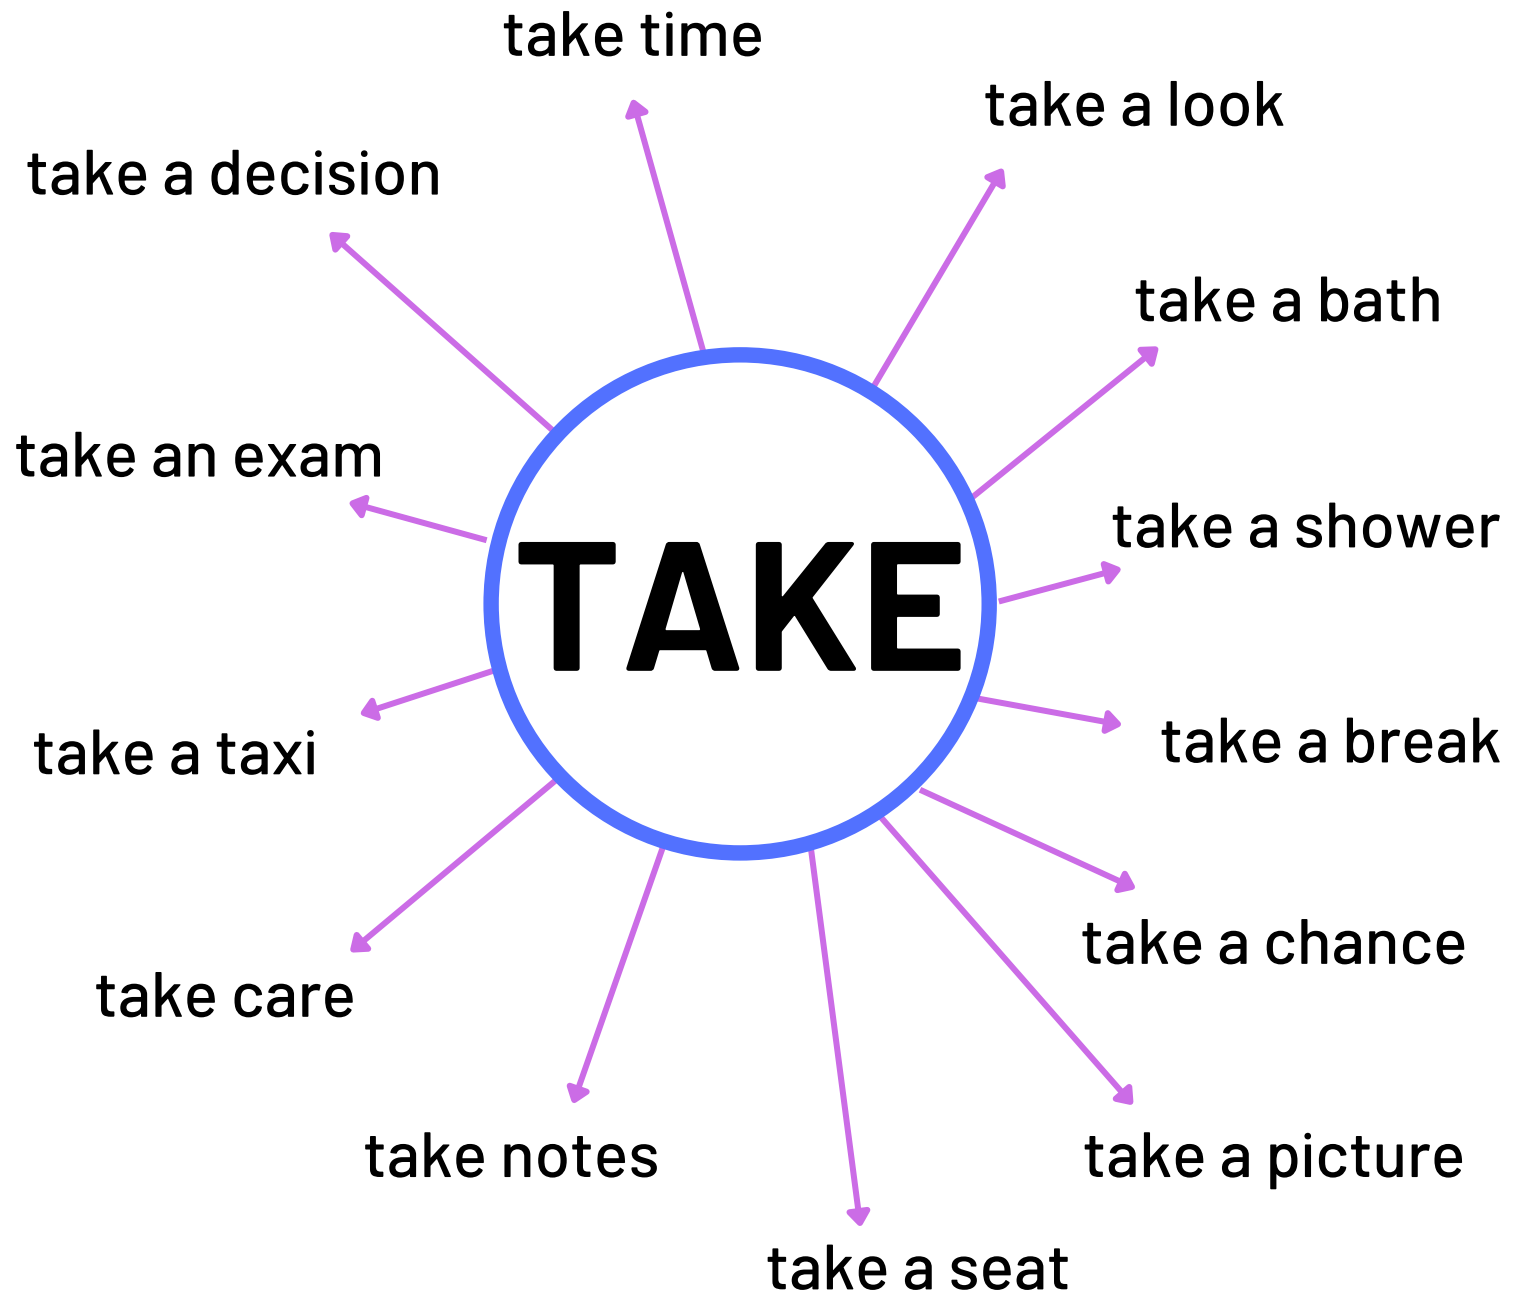 take time
take a look
take a decision
take a bath
take an exam
take a shower
TAKE
take a break
take a taxi
take a chance
take care
take notes
take a picture
take a seat